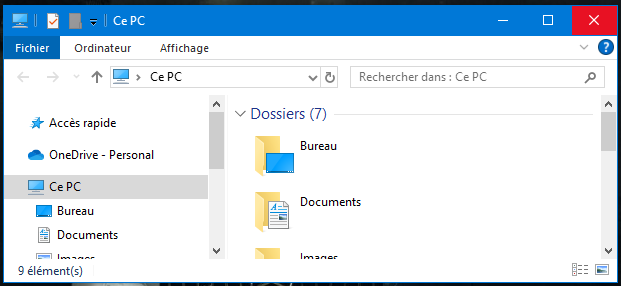 Ce PC
Fichier Ordinateur Affichage
Ce PC
Rechercher dans : Ce PC
Accès rapide
OneDrive - Personal
Ce PC
Bureau
Documents
Images
Dossiers (7)
Bureau
Documents
Images
9 élément(s)